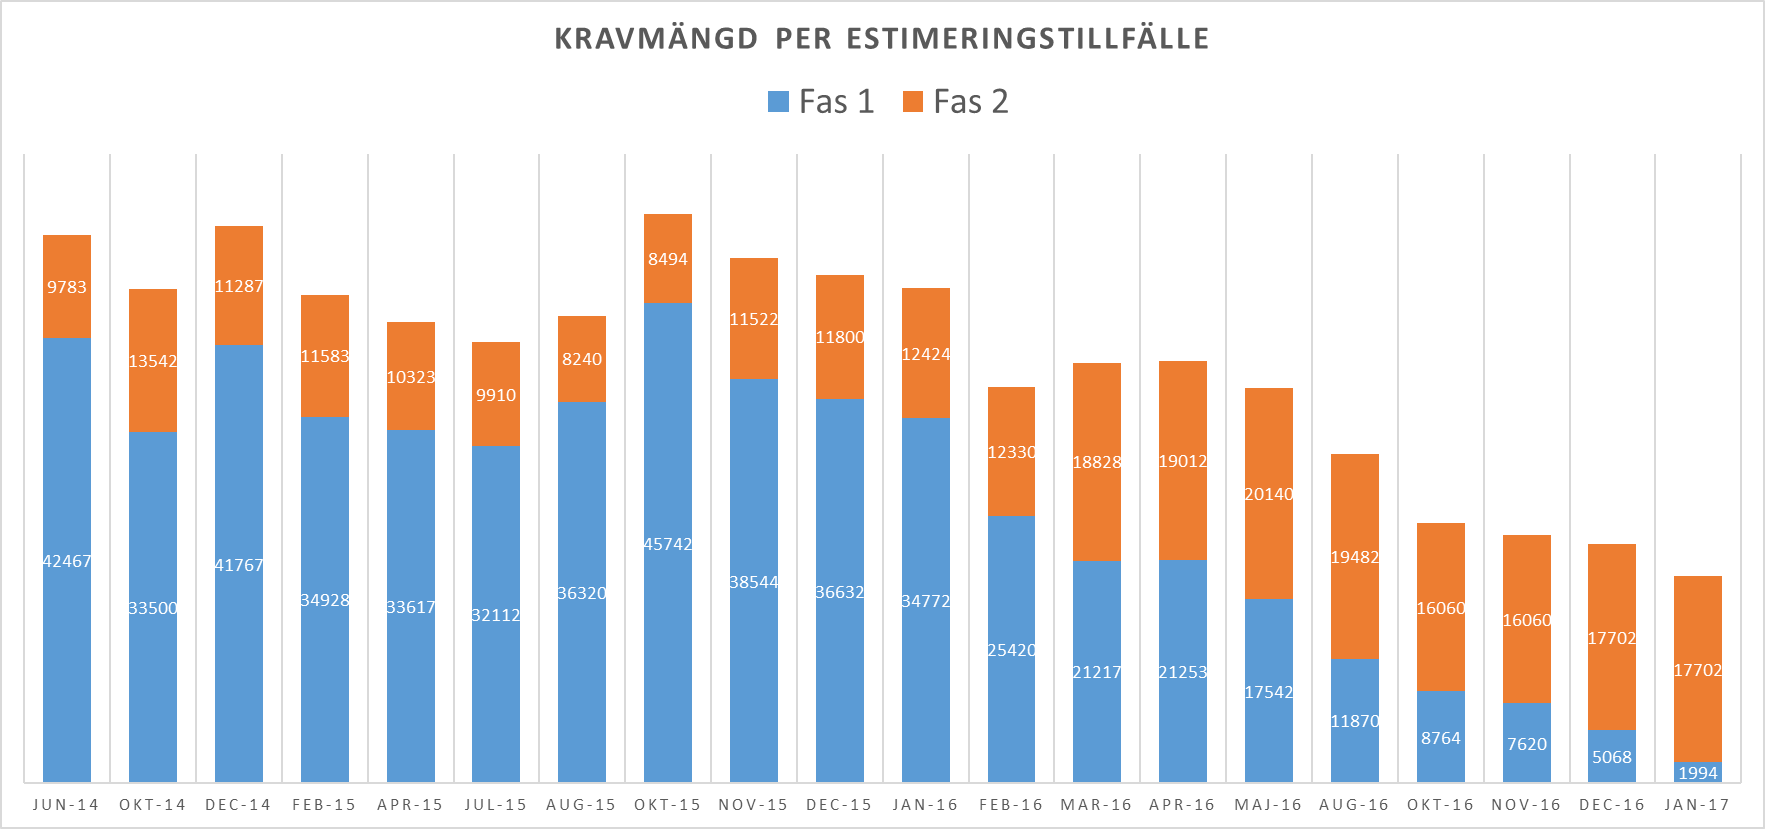 KRAVMÄNGD PER ESTIMERINGSTILLFÄLLE
Fas 1 Fas 2
9783 13542 11287 11583 10323 9910 8240 8494 11522 11800 12424 12330 18828 19012 20140 19482 16060 16060 17702 17702
42467 33500 41767 34928 33617 32112 36320 45742 38544 36632 34772 25420 21217 21253 17542 11870 8764 7620 5068 1994
JUN-14 OKT-14 DEC-14 FEB-15 APR-15 JUL-15 AUG-15 OKT-15 NOV-15 DEC-15 JAN-16 FEB-16 MAR-16 APR-16 MAJ-16 AUG-16 OKT-16 NOV-16 DEC-16 JAN-17